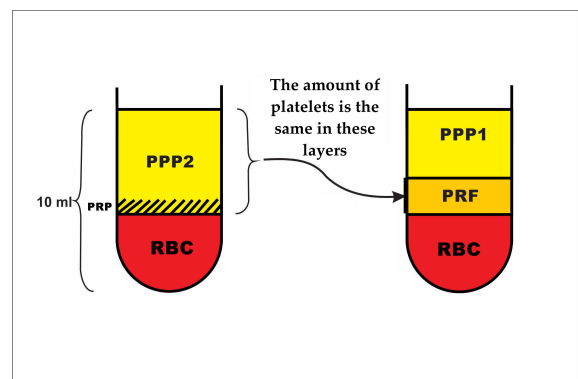 The amount of
platelets is the
same in these
layers
PPP2
10 ml
PRP
RBC
PPP1
PRF
RBC